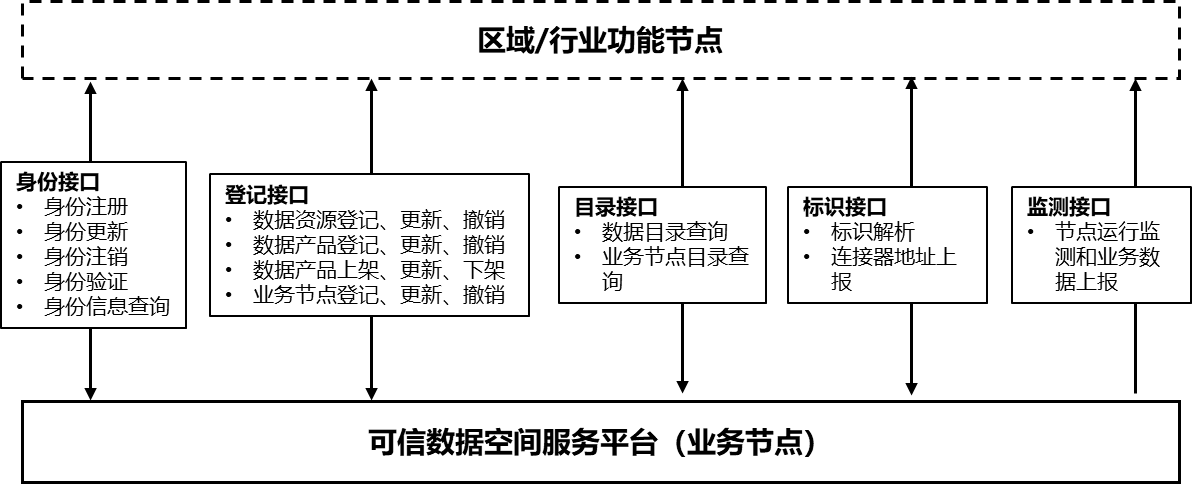 区域/行业功能节点
身份接口
• 身份注册
• 身份更新
• 身份注销
• 身份验证
• 身份信息查询
登记接口
• 数据资源登记、更新、撤销
• 数据产品登记、更新、撤销
• 数据产品上架、更新、下架
• 业务节点登记、更新、撤销
目录接口
• 数据目录查询
• 业务节点目录查
询
标识接口
• 标识解析
• 连接器地址上
报
监测接口
• 节点运行监
测和业务数
据上报
可信数据空间服务平台（业务节点）